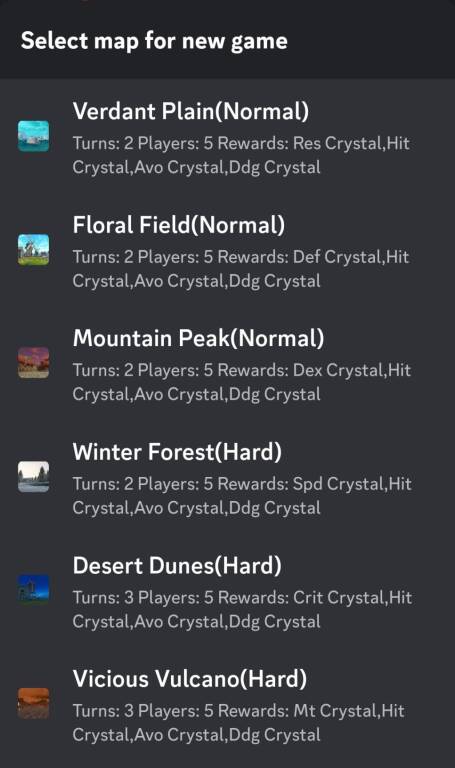 Select map for new game
Verdant Plain(Normal)
Turns: 2 Players: 5 Rewards: Res Crystal,Hit
Crystal,Avo Crystal,Ddg Crystal
Floral Field(Normal)
Turns: 2 Players: 5 Rewards: Def Crystal,Hit
Crystal,Avo Crystal,Ddg Crystal
Mountain Peak(Normal)
Turns: 2 Players: 5 Rewards: Dex Crystal,Hit
Crystal,Avo Crystal,Ddg Crystal
Winter Forest(Hard)
Turns: 2 Players: 5 Rewards: Spd Crystal,Hit
Crystal,Avo Crystal,Ddg Crystal
Desert Dunes(Hard)
Turns: 3 Players: 5 Rewards: Crit Crystal,Hit
Crystal,Avo Crystal,Ddg Crystal
Vicious Vulcano(Hard)
Turns: 3 Players: 5 Rewards: Mt Crystal,Hit
Crystal,Avo Crystal,Ddg Crystal